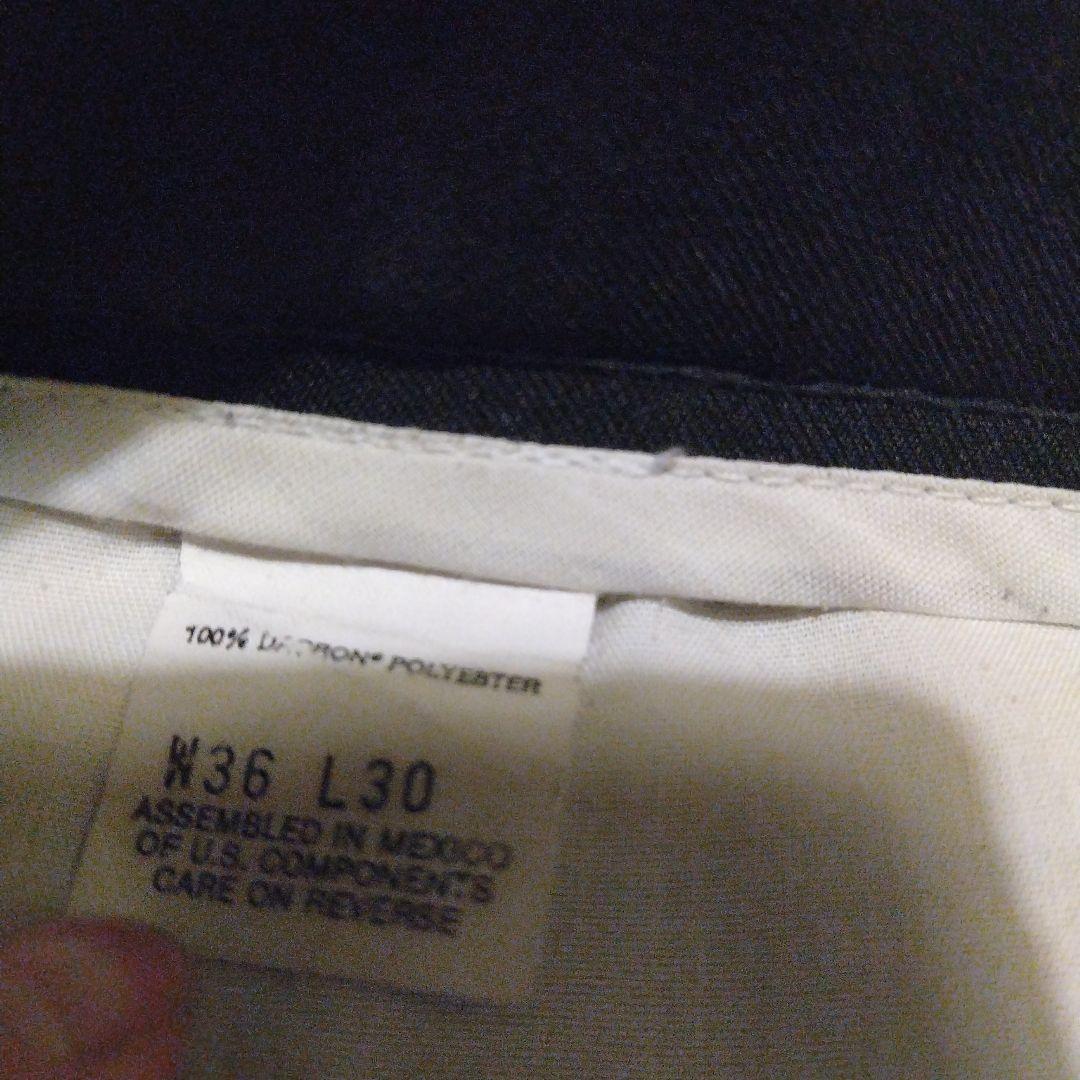 100% DACRON® POLYESTER
W36 L30
ASSEMBLED IN MEXICO
OF U.S. COMPONENTS
CARE ON REVERSE